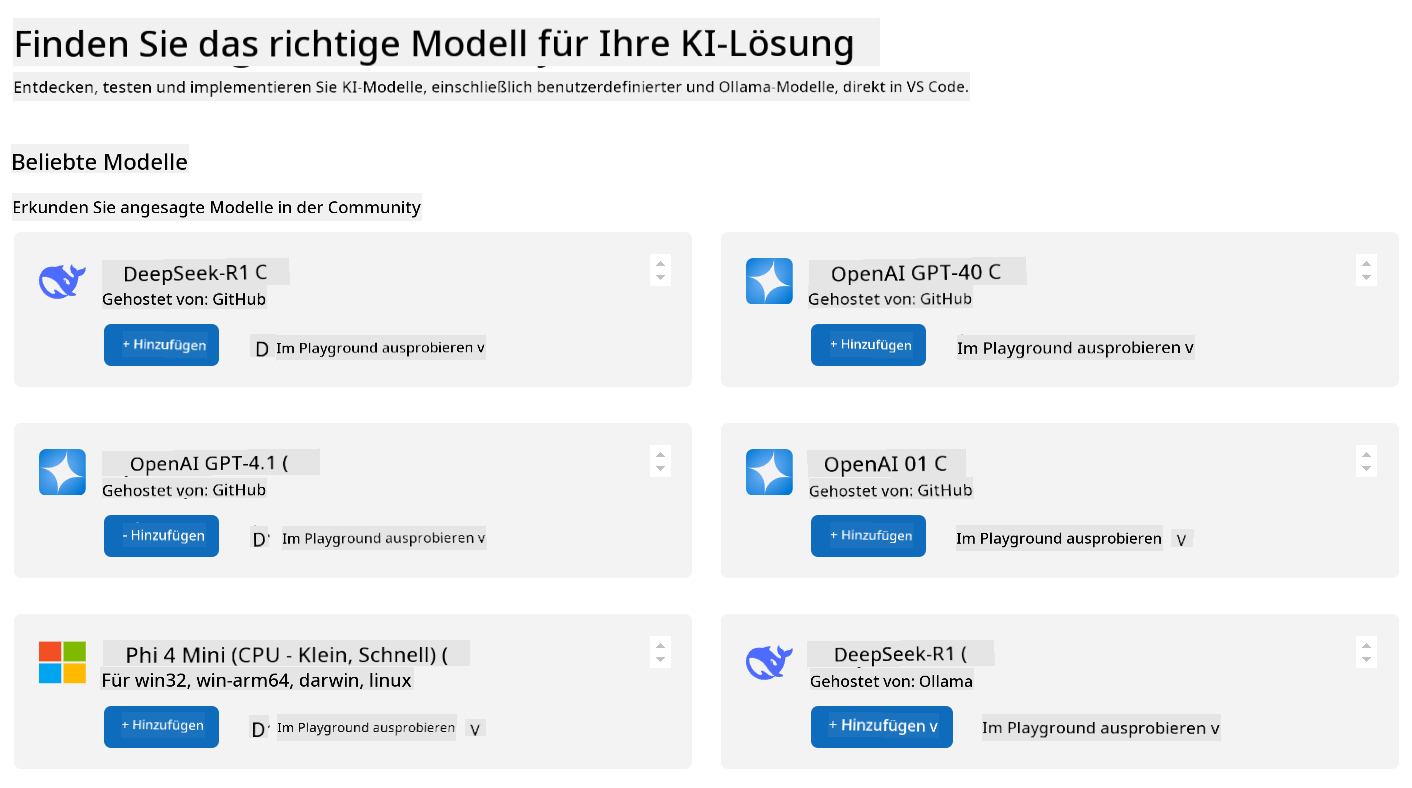 Finden Sie das richtige Modell für Ihre KI-Lösung
Entdecken, testen und implementieren Sie KI-Modelle, einschließlich benutzerdefinierter und Ollama-Modelle, direkt in VS Code.
Beliebte Modelle
Erkunden Sie angesagte Modelle in der Community
DeepSeek-R1 C
Gehostet von: GitHub
+ Hinzufügen
D Im Playground ausprobieren v
OpenAI GPT-40 C
Gehostet von: GitHub
+ Hinzufügen
Im Playground ausprobieren v
OpenAI GPT-4.1 (
Gehostet von: GitHub
- Hinzufügen
D' Im Playground ausprobieren v
OpenAI 01 C
Gehostet von: GitHub
+ Hinzufügen
Im Playground ausprobieren v
Phi 4 Mini (CPU - Klein, Schnell) (
Für win32, win-arm64, darwin, linux
+ Hinzufügen
D' Im Playground ausprobieren v
DeepSeek-R1 (
Gehostet von: Ollama
+ Hinzufügen v
Im Playground ausprobieren v